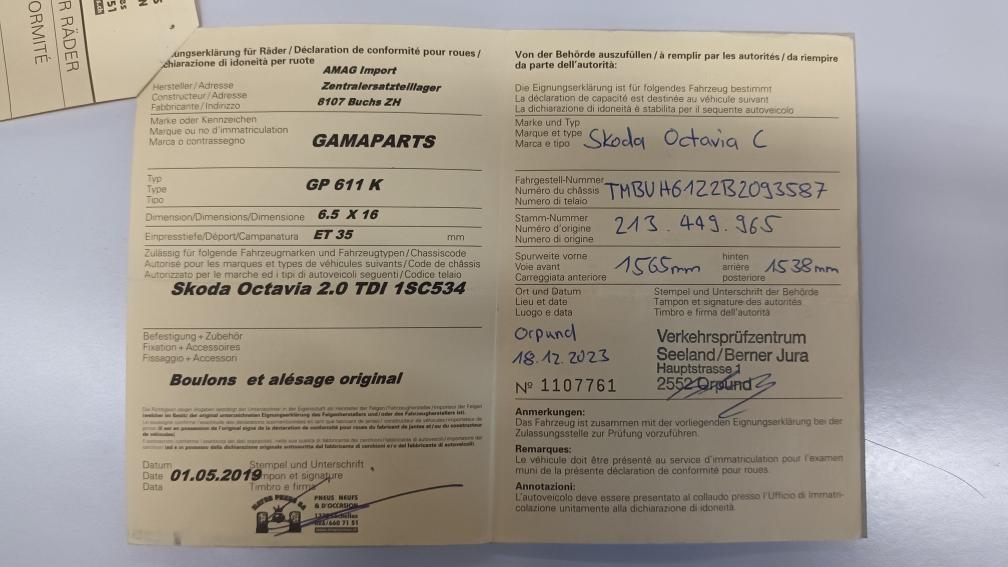 R RÄDER
ORMITÉ
ungserklärung für Räder / Déclaration de conformité pour roues /
chiarazione di idoneità per ruote
Hersteller/Adresse
Constructeur/Adresse
Fabbricante/Indirizzo
AMAG Import
Zentralersatzteillager
8107 Buchs ZH
Marke oder Kennzeichen
Marque ou no d'immatriculation
Marca o contrassegno
GAMAPARTS
Typ
Type
Tipo
GP 611 K
Dimension/Dimensions/Dimensione 6.5 X 16
Einpresstiefe/Déport/Campanatura ET 35 mm
Zulässig für folgende Fahrzeugmarken und Fahrzeugtypen/Chassiscode
Autorisé pour les marques et types de véhicules suivants/Code de châssis
Autorizzato per le marche ed i tipi di autoveicoli seguenti/Codice telaio
Skoda Octavia 2.0 TDI 1SC534
Befestigung + Zubehör
Fixation + Accessoires
Fissaggio + Accessori
Boulons et alésage original
Datum
Date 01.05.2019
Data
Stempel und Unterschrift
mpon et signature
Timbro e firma
PNEUS NEUFS
& D'OCCASION
Von der Behörde auszufüllen / à remplir par les autorités / da riempire
da parte dell'autorità:
Die Eignungserklärung ist für folgendes Fahrzeug bestimmt
La déclaration de capacité est destinée au véhicule suivant
La dichiarazione di idoneità è stabilita per il sequente autoveicolo
Marke und Typ
Marque et type
Marca e tipo
Skoda Octavia C
Fahrgestell-Nummer
Numéro du châssis
Numero di telaio
TMBUH6122B2093587
Stamm-Nummer
Numéro d'origine
Numero di origine
213.449.965
Spurweite vorne
Voie avant
Carreggiata anteriore
1565mm
hinten
arrière
posteriore
1538mm
Ort und Datum
Lieu et date
Luogo e data
Stempel und Unterschrift der Behörde
Tampon et signature des autorités
Timbro e firma dell'autorità
Orpund
18.12.2023
Nº 1107761
Verkehrsprüfzentrum
Seeland/Berner Jura
Hauptstrasse 1
2552 Orpund
Anmerkungen:
Das Fahrzeug ist zusammen mit der vorliegenden Eignungserklärung bei der
Zulassungsstelle zur Prüfung vorzuführen.
Remarques:
Le véhicule doit être présenté au service d'immatriculation pour l'examen
muni de la présente déclaration de conformité pour roues.
Annotazioni:
L'autoveicolo deve essere presentato al collaudo presso l'Ufficio di immatri-
colazione unitamente alla dichiarazione di idoneità.